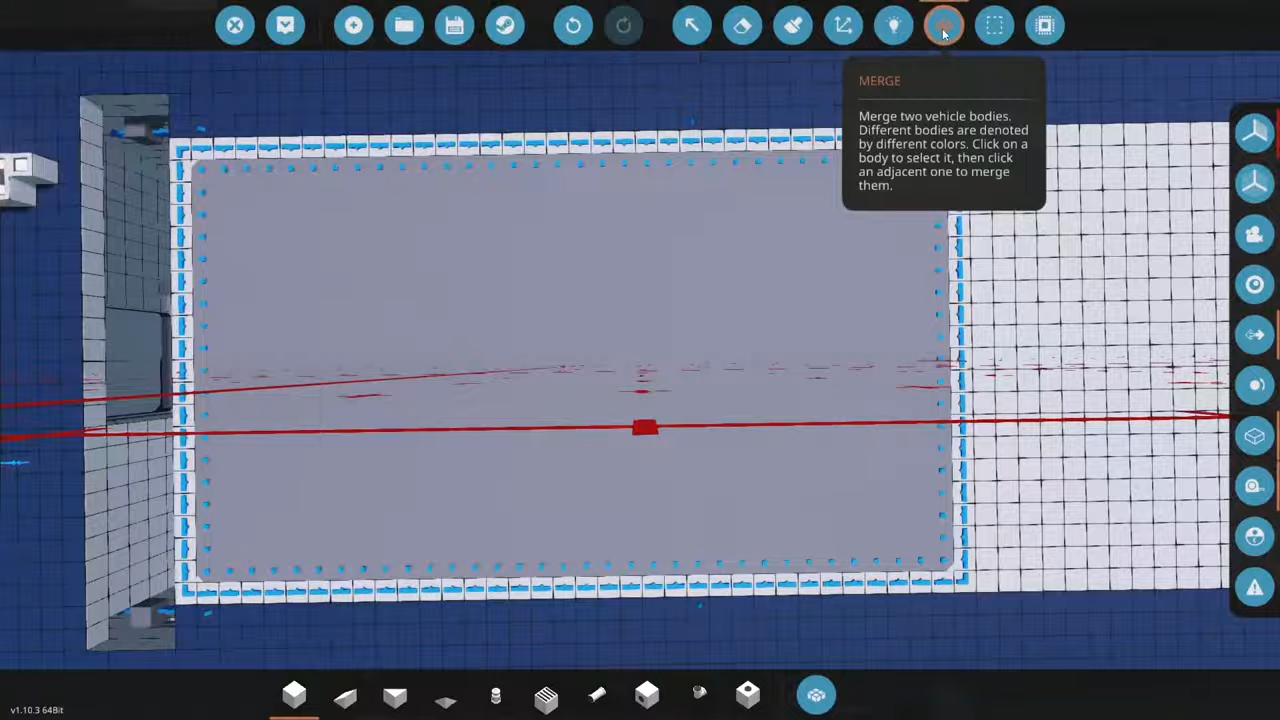 MERGE
Merge two vehicle bodies.
Different bodies are denoted
by different colors. Click on a
body to select it, then click
an adjacent one to merge
them.
v1.10.3 64Bit